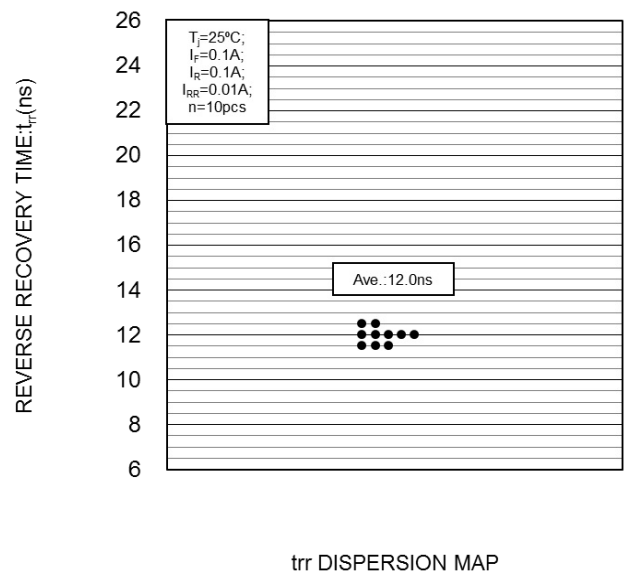 REVERSE RECOVERY TIME:trr(ns)
26
24
22
20
18
16
14
12
10
8
6
Tj=25ºC;
IF=0.1A;
IR=0.1A;
IRR=0.01A;
n=10pcs
Ave.:12.0ns
trr DISPERSION MAP